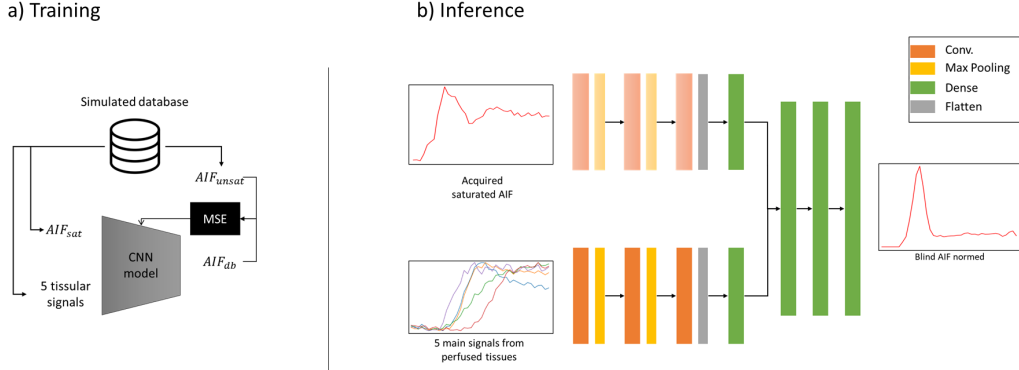 a) Training
b) Inference
Simulated database
AIF_unsat
MSE
AIF_sat
CNN
model
AIF_db
5 tissular
signals
Acquired
saturated AIF
5 main signals from
perfused tissues
Conv.
Max Pooling
Dense
Flatten
Blind AIF normed